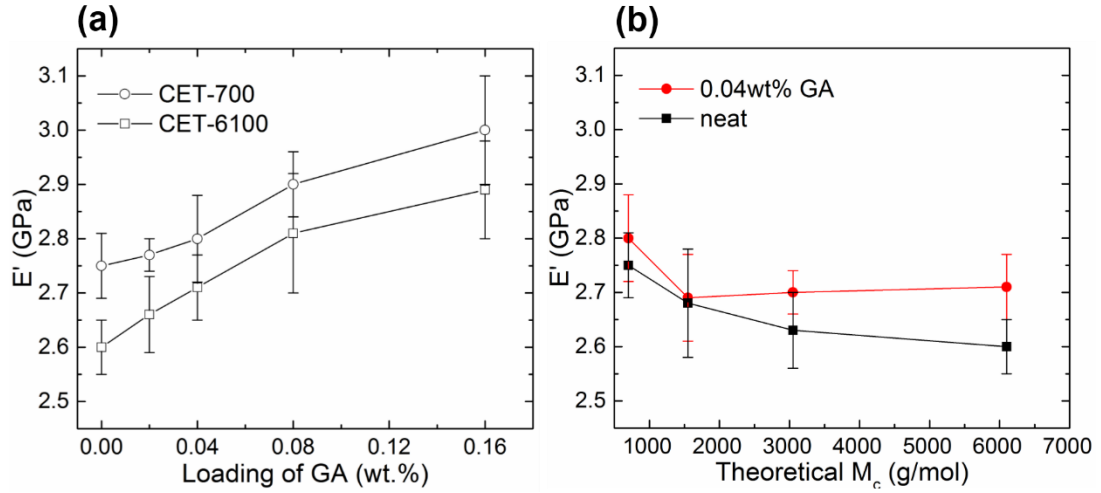 (a)
CET-700
CET-6100
E' (GPa)
3.1
3.0
2.9
2.8
2.7
2.6
2.5
0.00 0.04 0.08 0.12 0.16
Loading of GA (wt.%)
(b)
0.04wt% GA
neat
E' (GPa)
3.1
3.0
2.9
2.8
2.7
2.6
2.5
1000 2000 3000 4000 5000 6000 7000
Theoretical M_c (g/mol)